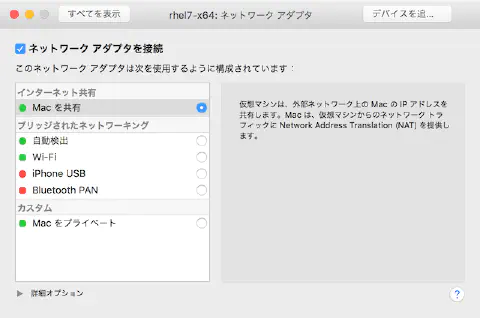 すべてを表示
rhel7-x64: ネットワーク アダプタ
デバイスを追...
ネットワーク アダプタを接続
このネットワーク アダプタは次を使用するように構成されています：
インターネット共有
Mac を共有
ブリッジされたネットワーキング
自動検出
Wi-Fi
iPhone USB
Bluetooth PAN
カスタム
Mac をプライベート
仮想マシンは、外部ネットワーク上の Mac の IP アドレスを
共有します。Mac は、仮想マシンからのネットワーク トラ
フィックに Network Address Translation (NAT) を提供し
ます。
詳細オプション
?